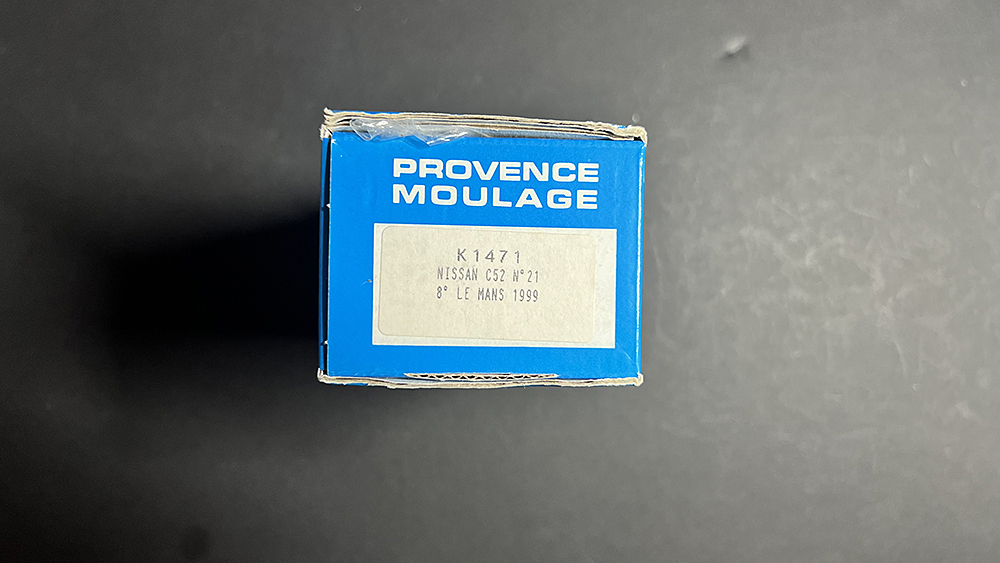 PROVENCE
MOULAGE
K1471
NISSAN C52 N°21
8° LE MANS 1999